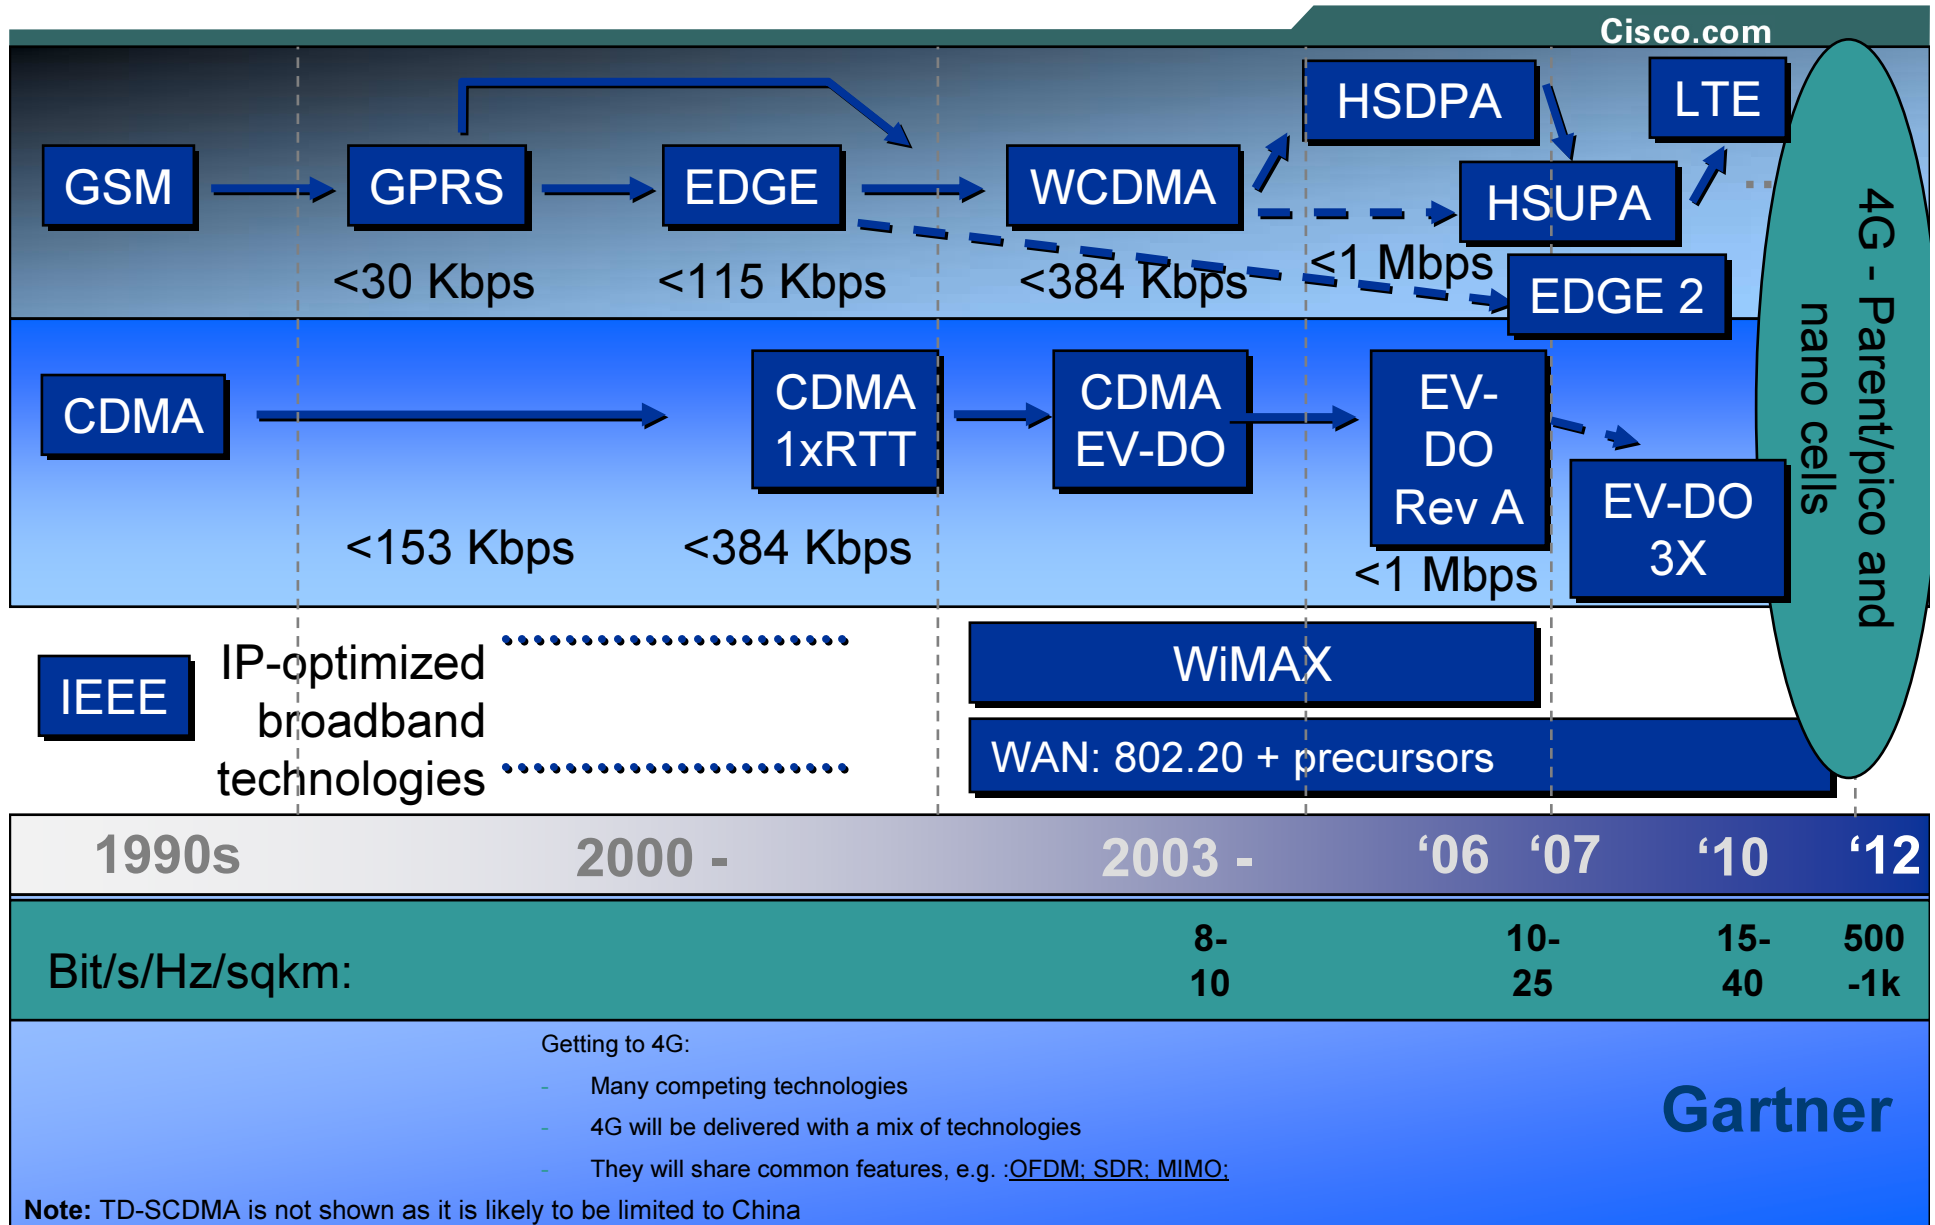 Cisco.com
GSM
GPRS
EDGE
WCDMA
HSDPA
HSUPA
LTE
..
<30 Kbps
<115 Kbps
<384 Kbps
<1 Mbps
EDGE 2
CDMA
CDMA
1xRTT
CDMA
EV-DO
EV-
DO
Rev A
EV-DO
3X
<153 Kbps
<384 Kbps
<1 Mbps
4G - Parent/pico and
nano cells
IEEE
IP-optimized
broadband
technologies
WiMAX
WAN: 802.20 + precursors
1990s
2000 -
2003 -
‘06
‘07
‘10
‘12
Bit/s/Hz/sqkm:
8-
10
10-
25
15-
40
500
-1k
Getting to 4G:
- Many competing technologies
- 4G will be delivered with a mix of technologies
- They will share common features, e.g. :OFDM; SDR; MIMO;
Gartner
Note: TD-SCDMA is not shown as it is likely to be limited to China